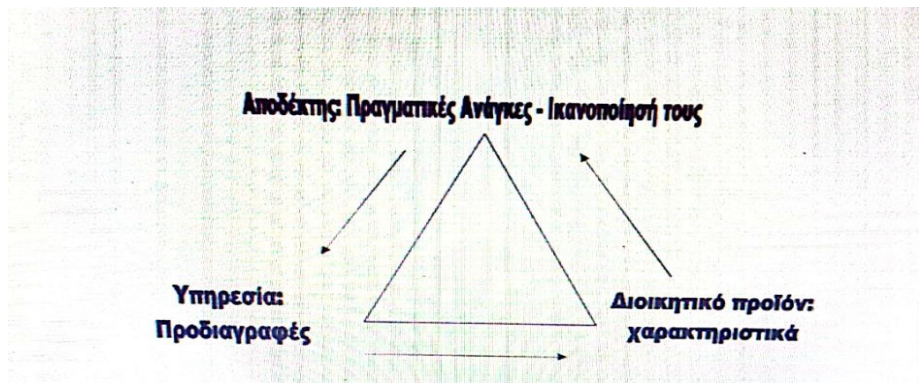 Αποδέκτης: Πραγματικές Ανάγκες - Ικανοποίησή τους
Υπηρεσία:
Προδιαγραφές
Διοικητικό προϊόν:
χαρακτηριστικά